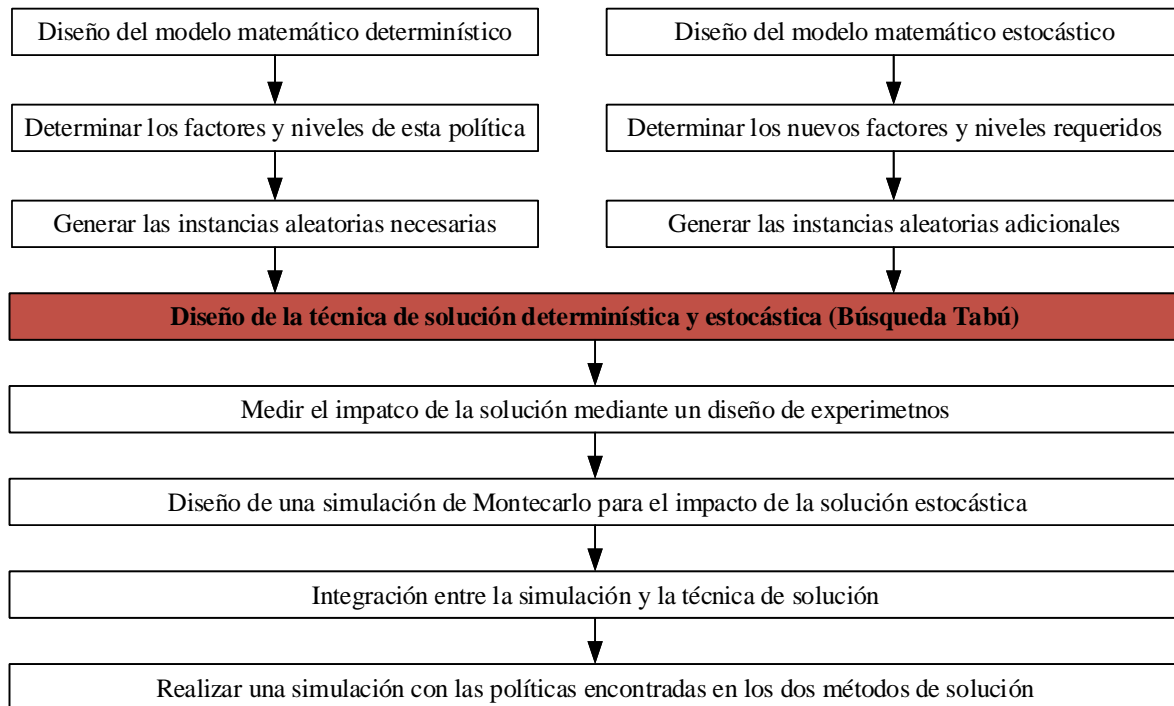 Diseño del modelo matemático determinístico
Diseño del modelo matemático estocástico
Determinar los factores y niveles de esta política
Determinar los nuevos factores y niveles requeridos
Generar las instancias aleatorias necesarias
Generar las instancias aleatorias adicionales
Diseño de la técnica de solución determinística y estocástica (Búsqueda Tabú)
Medir el impatco de la solución mediante un diseño de experimetnos
Diseño de una simulación de Montecarlo para el impacto de la solución estocástica
Integración entre la simulación y la técnica de solución
Realizar una simulación con las políticas encontradas en los dos métodos de solución